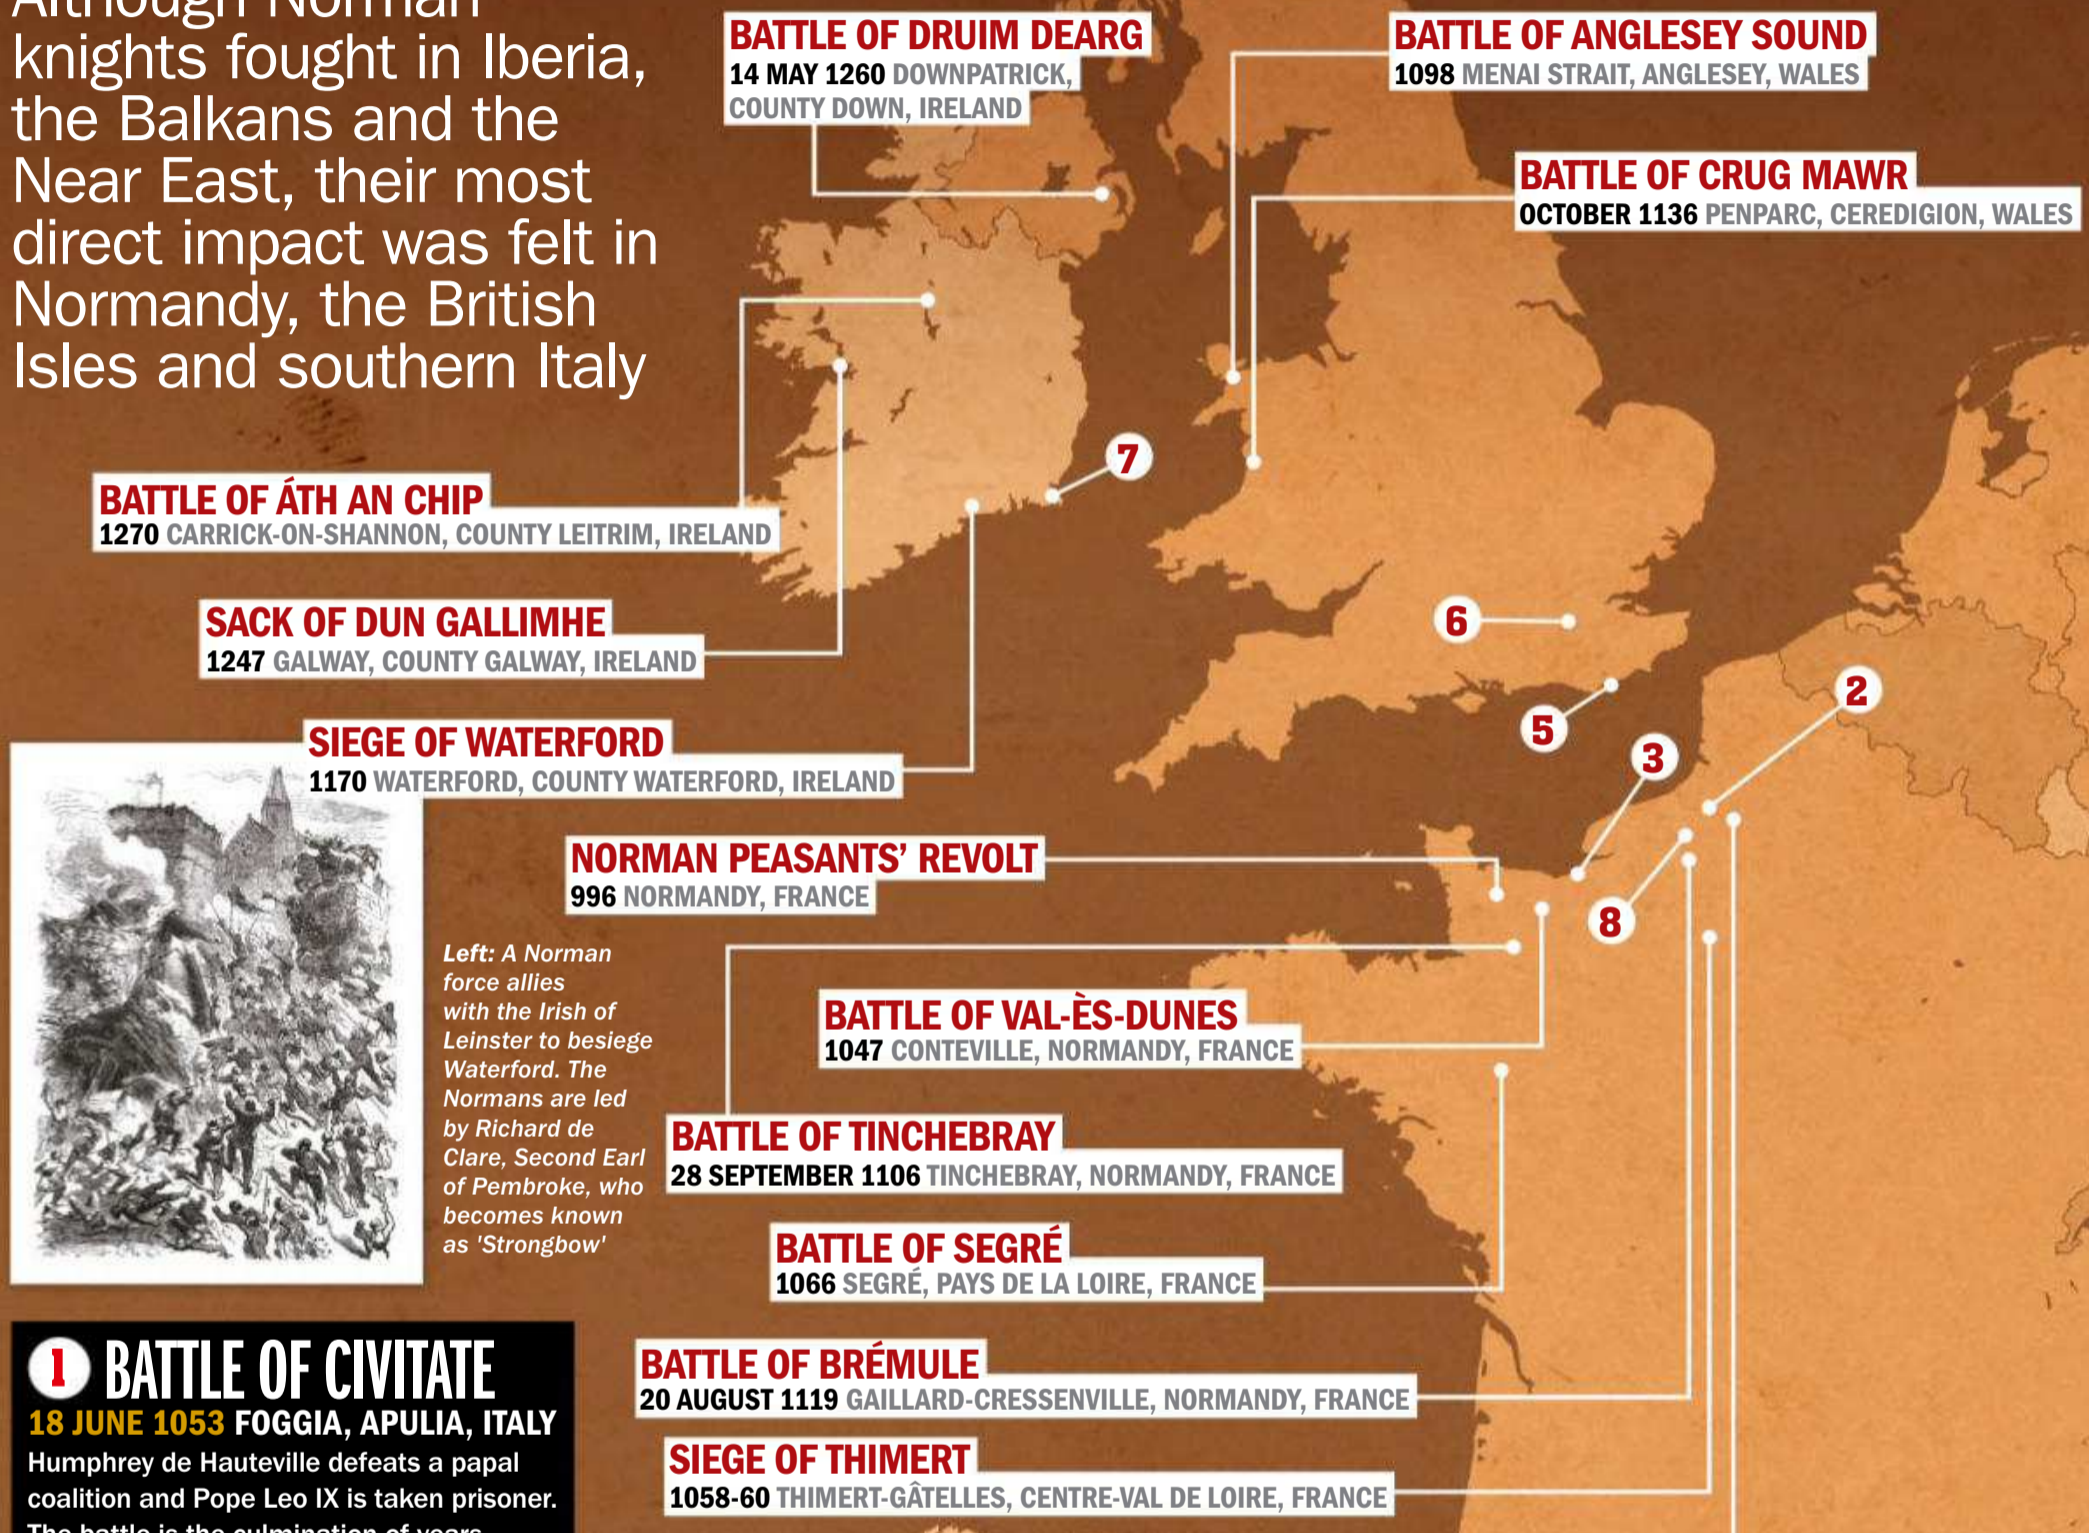 Although Norman
knights fought in Iberia,
the Balkans and the
Near East, their most
direct impact was felt in
Normandy, the British
Isles and southern Italy
BATTLE OF DRUIM DEARG
14 MAY 1260 DOWNPATRICK,
COUNTY DOWN, IRELAND
BATTLE OF ANGLESEY SOUND
1098 MENAI STRAIT, ANGLESEY, WALES
BATTLE OF CRUG MAWR
OCTOBER 1136 PENPARC, CEREDIGION, WALES
7
BATTLE OF ÁTH AN CHIP
1270 CARRICK-ON-SHANNON, COUNTY LEITRIM, IRELAND
SACK OF DUN GALLIMHE
1247 GALWAY, COUNTY GALWAY, IRELAND
6
2
5
3
SIEGE OF WATERFORD
1170 WATERFORD, COUNTY WATERFORD, IRELAND
NORMAN PEASANTS' REVOLT
996 NORMANDY, FRANCE
8
Left: A Norman
force allies
with the Irish of
Leinster to besiege
Waterford. The
Normans are led
by Richard de
Clare, Second Earl
of Pembroke, who
becomes known
as 'Strongbow'
BATTLE OF VAL-ÈS-DUNES
1047 CONTEVILLE, NORMANDY, FRANCE
BATTLE OF TINCHEBRAY
28 SEPTEMBER 1106 TINCHEBRAY, NORMANDY, FRANCE
BATTLE OF SEGRÉ
1066 SEGRÉ, PAYS DE LA LOIRE, FRANCE
BATTLE OF BRÉMULE
20 AUGUST 1119 GAILLARD-CRESSENVILLE, NORMANDY, FRANCE
SIEGE OF THIMERT
1058-60 THIMERT-GÂTELLES, CENTRE-VAL DE LOIRE, FRANCE
1 BATTLE OF CIVITATE
18 JUNE 1053 FOGGIA, APULIA, ITALY
Humphrey de Hauteville defeats a papal
coalition and Pope Leo IX is taken prisoner.
The battle is the culmination of years